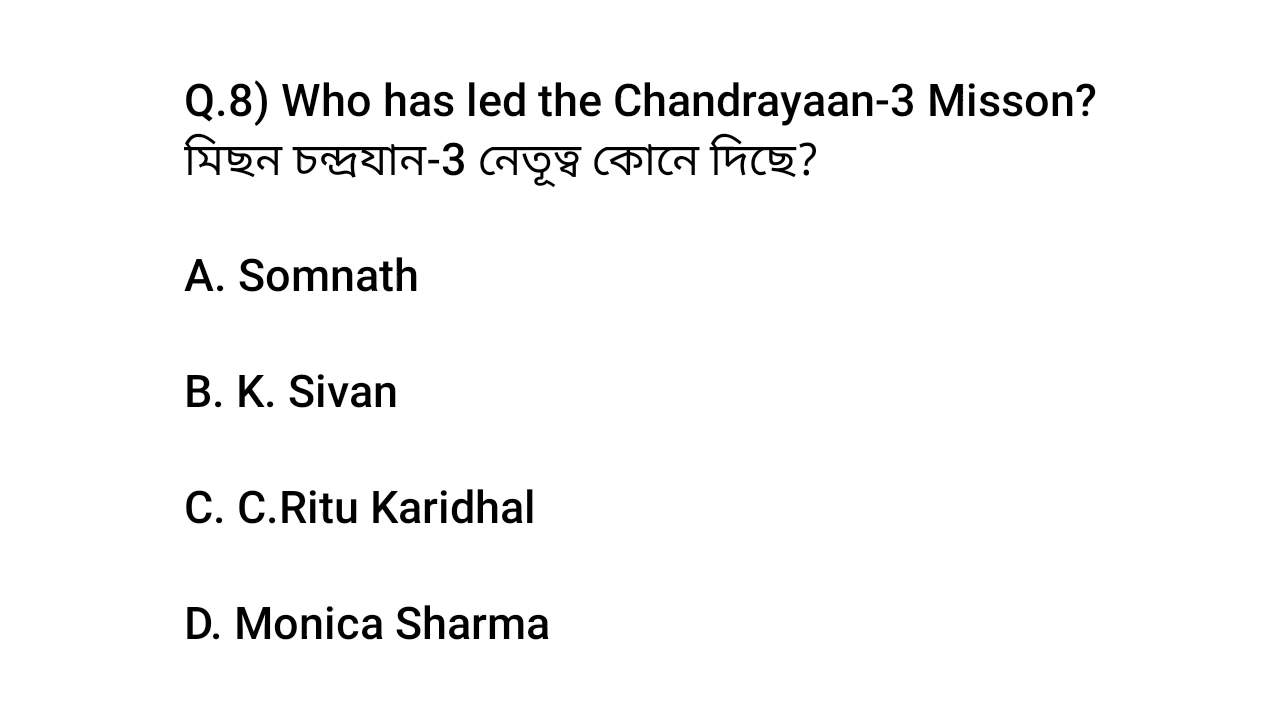 Q.8) Who has led the Chandrayaan-3 Misson?
মিছন চন্দ্রযান-3 নেতূত্ব কোনে দিছে?
A. Somnath
B. K. Sivan
C. C.Ritu Karidhal
D. Monica Sharma